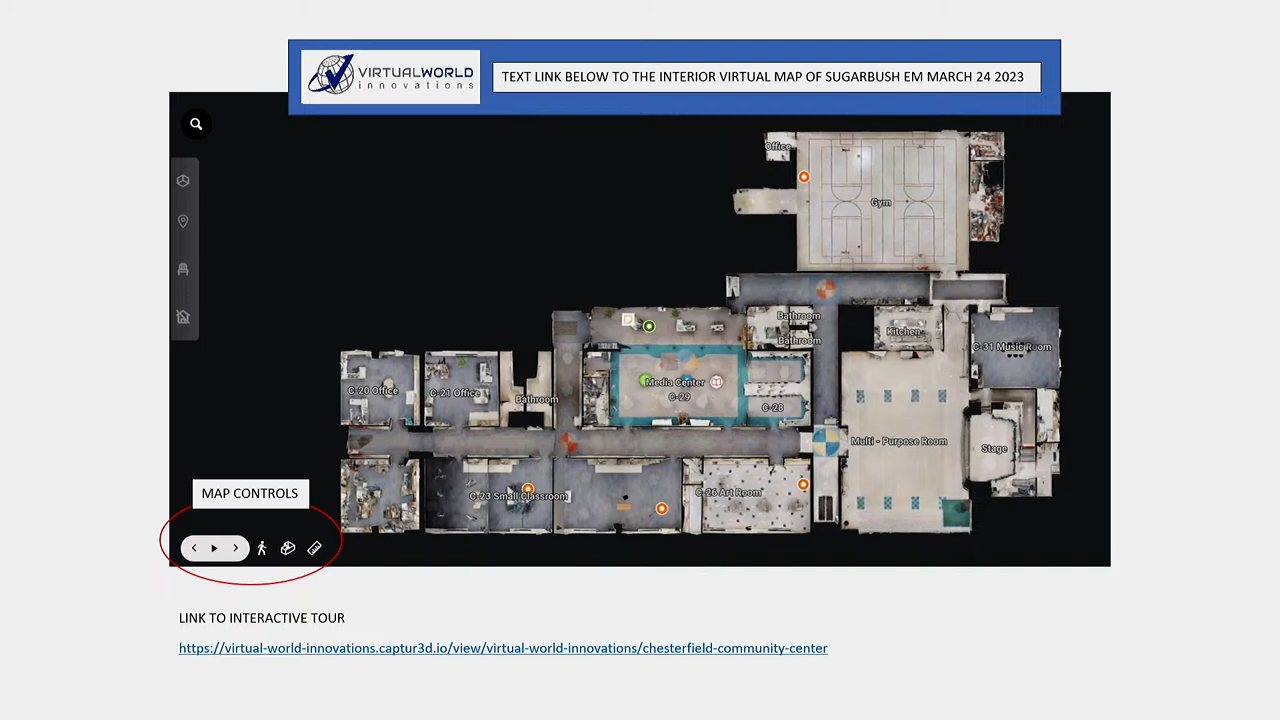 VIRTUALWORLD
innovations
TEXT LINK BELOW TO THE INTERIOR VIRTUAL MAP OF SUGARBUSH EM MARCH 24 2023
Office
Gym
Bathroom
Kitchen
Bathroom
C-31 Music Room
Media Center
C-20 Office
C-21 Office
C-29
Bathroom
C-28
Multi - Purpose Room
Stage
C-26 Art Room
C-23 Small Classroom
MAP CONTROLS
LINK TO INTERACTIVE TOUR
https://virtual-world-innovations.captur3d.io/view/virtual-world-innovations/chesterfield-community-center